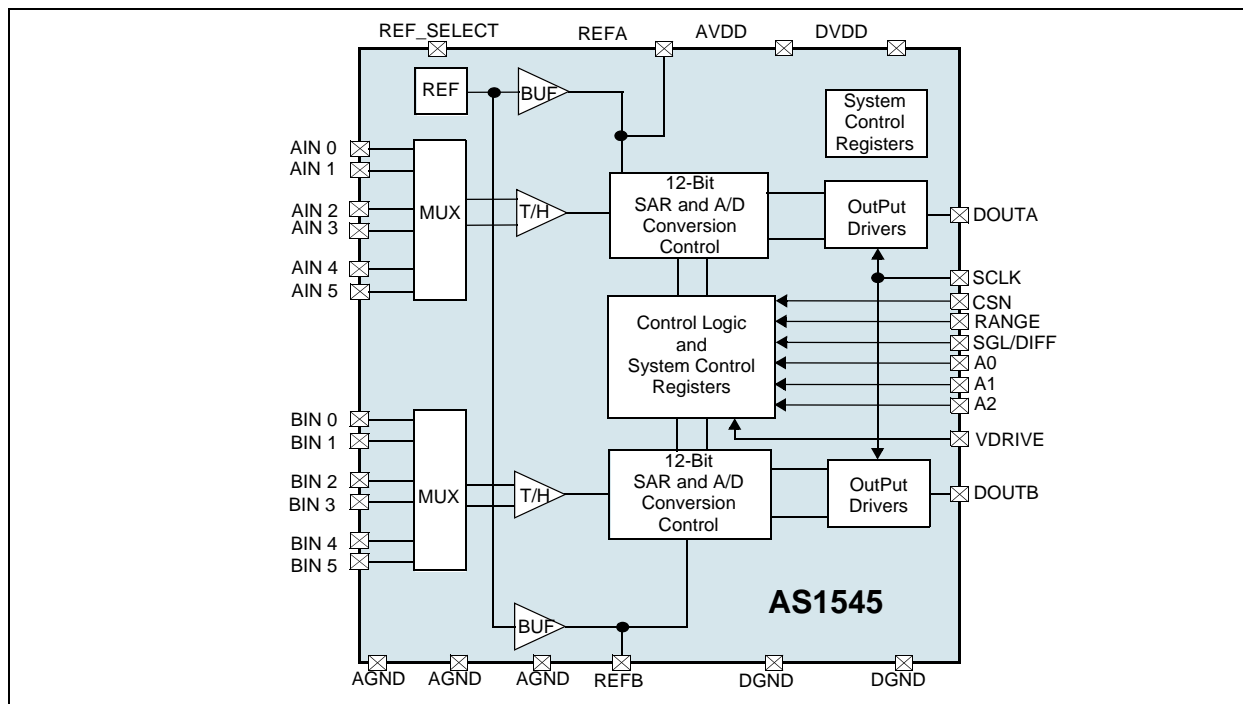 REF_SELECT
REFA
AVDD
DVDD
REF
BUF
System
Control
Registers
AIN 0
AIN 1
AIN 2
AIN 3
AIN 4
AIN 5
MUX
T/H
12-Bit
SAR and A/D
Conversion
Control
OutPut
Drivers
DOUTA
SCLK
CSN
RANGE
SGL/DIFF
A0
A1
A2
VDRIVE
Control Logic
and
System Control
Registers
BIN 0
BIN 1
BIN 2
BIN 3
BIN 4
BIN 5
MUX
T/H
12-Bit
SAR and A/D
Conversion
Control
OutPut
Drivers
DOUTB
BUF
AS1545
AGND
AGND
AGND
REFB
DGND
DGND